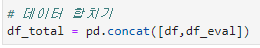 # 데이터 합치기
df_total = pd.concat([df,df_eval])